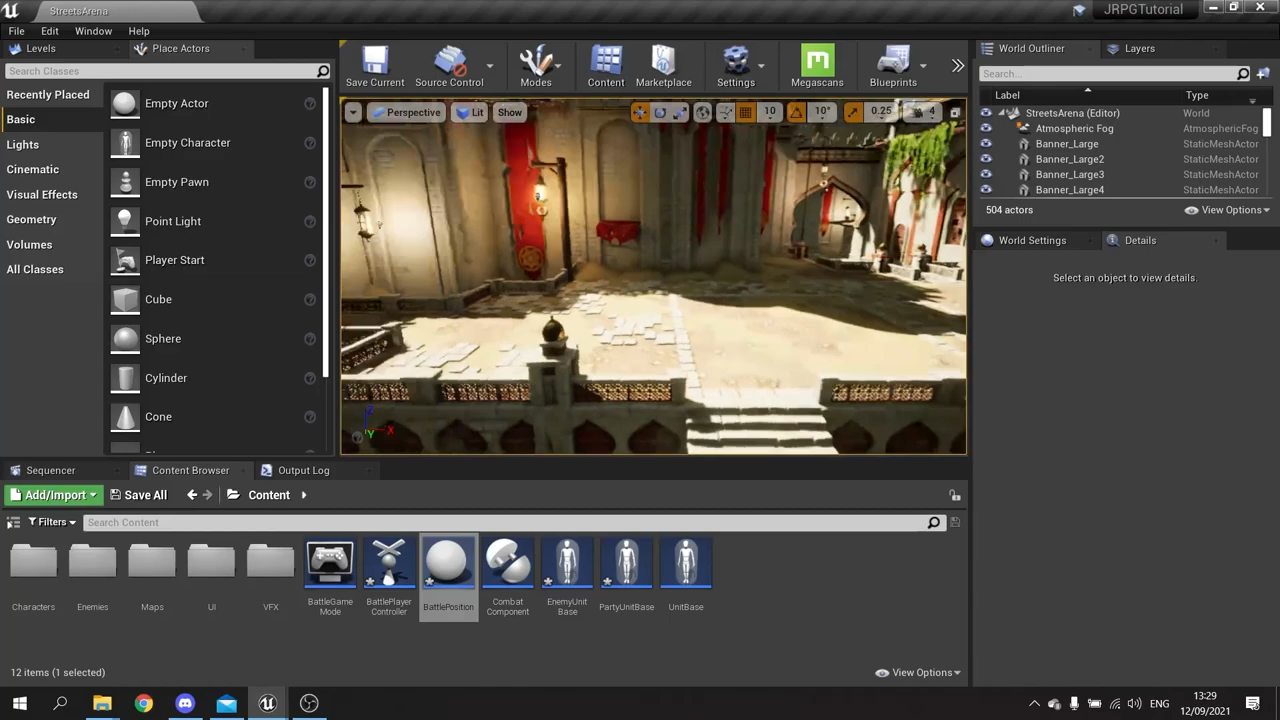 StreetsArena
JRPGTutorial
File Edit Window Help
Levels
Place Actors
Search Classes
Recently Placed
Basic
Lights
Cinematic
Visual Effects
Geometry
Volumes
All Classes
Empty Actor
Empty Character
Empty Pawn
Point Light
Player Start
Cube
Sphere
Cylinder
Cone
Save Current
Source Control
Modes
Content
Marketplace
Settings
Megascans
Blueprints
Perspective
Lit
Show
10
10°
0.25
4
Z
X
Y
World Outliner
Layers
Search...
Label Type
StreetsArena (Editor) World
Atmospheric Fog AtmosphericFog
Banner_Large StaticMeshActor
Banner_Large2 StaticMeshActor
Banner_Large3 StaticMeshActor
Banner_Large4 StaticMeshActor
504 actors
View Options
World Settings
Details
Select an object to view details.
Sequencer
Content Browser
Output Log
Add/Import
Save All
Content
Filters
Search Content
Characters
Enemies
Maps
UI
VFX
BattleGame
Mode
BattlePlayer
Controller
BattlePosition
Combat
Component
EnemyUnit
Base
PartyUnitBase
UnitBase
12 items (1 selected)
View Options
ENG
13:29
12/09/2021